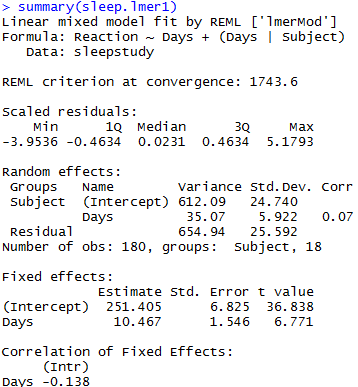 > summary(sleep.lmer1)
Linear mixed model fit by REML ['lmerMod']
Formula: Reaction ~ Days + (Days | Subject)
   Data: sleepstudy

REML criterion at convergence: 1743.6

Scaled residuals:
    Min      1Q  Median      3Q     Max
-3.9536 -0.4634  0.0231  0.4634  5.1793

Random effects:
 Groups   Name        Variance Std.Dev. Corr
 Subject  (Intercept) 612.09   24.740
          Days         35.07    5.922   0.07
 Residual             654.94   25.592
Number of obs: 180, groups:  Subject, 18

Fixed effects:
            Estimate Std. Error t value
(Intercept)  251.405      6.825  36.838
Days          10.467      1.546   6.771

Correlation of Fixed Effects:
     (Intr)
Days -0.138